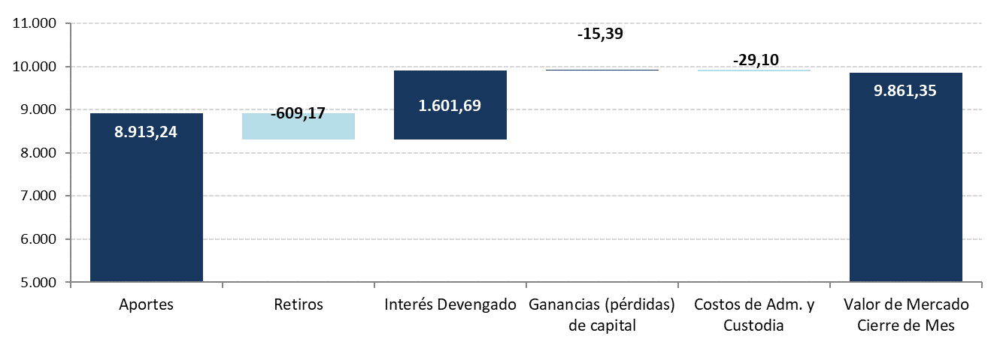 11.000
10.000
9.000
8.000
7.000
6.000
5.000
8.913,24
-609,17
1.601,69
-15,39
-29,10
9.861,35
Aportes
Retiros
Interés Devengado
Ganancias (pérdidas)
de capital
Costos de Adm. y
Custodia
Valor de Mercado
Cierre de Mes